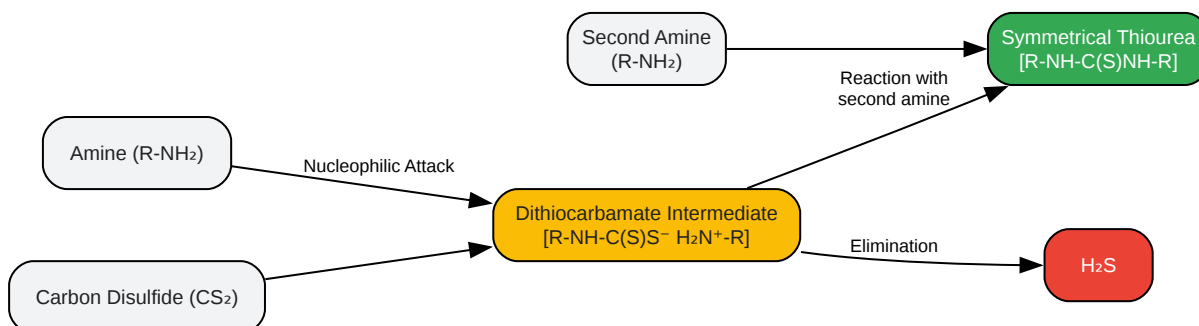 Second Amine
(R-NH₂)
Symmetrical Thiourea
[R-NH-C(S)NH-R]
Reaction with
second amine
Amine (R-NH₂)
Nucleophilic Attack
Dithiocarbamate Intermediate
[R-NH-C(S)S⁻ H₂N⁺-R]
Elimination
H₂S
Carbon Disulfide (CS₂)